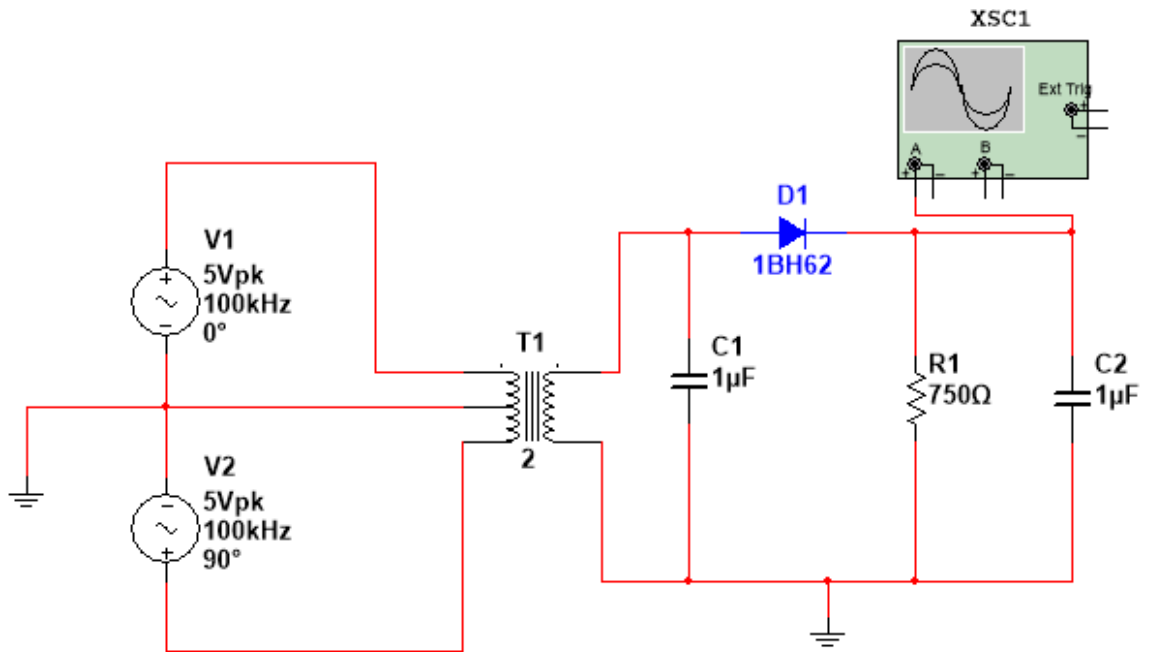 XSC1
Ext Trig
+
−
A
B
+
−
+
−
D1
1BH62
V1
+
−
5Vpk
100kHz
0°
T1
2
C1
1µF
R1
750Ω
C2
1µF
V2
−
+
5Vpk
100kHz
90°